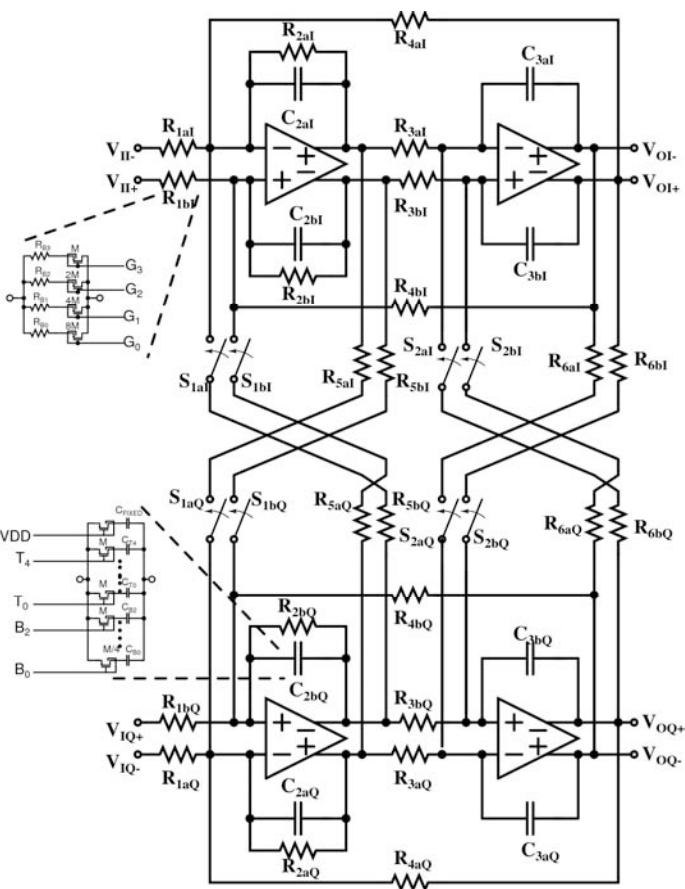 R4aI
R2aI
C2aI
C3aI
R1aI
R3aI
VII-
VOI-
VII+
VOI+
R1bI
R3bI
C2bI
C3bI
R2bI
R4bI
RB3
M
G3
RB2
2M
G2
RB1
4M
G1
RB0
8M
G0
S1aI
S1bI
R5aI
R5bI
S2aI
S2bI
R6aI
R6bI
S1aQ
S1bQ
R5aQ
R5bQ
S2aQ
S2bQ
R6aQ
R6bQ
CFIXED
VDD
M
CT4
T4
M
CT0
T0
M
CB2
B2
M/4
CB0
B0
R4bQ
R2bQ
C2bQ
C3bQ
R1bQ
R3bQ
VIQ+
VOQ+
VIQ-
VOQ-
R1aQ
R3aQ
C2aQ
C3aQ
R2aQ
R4aQ